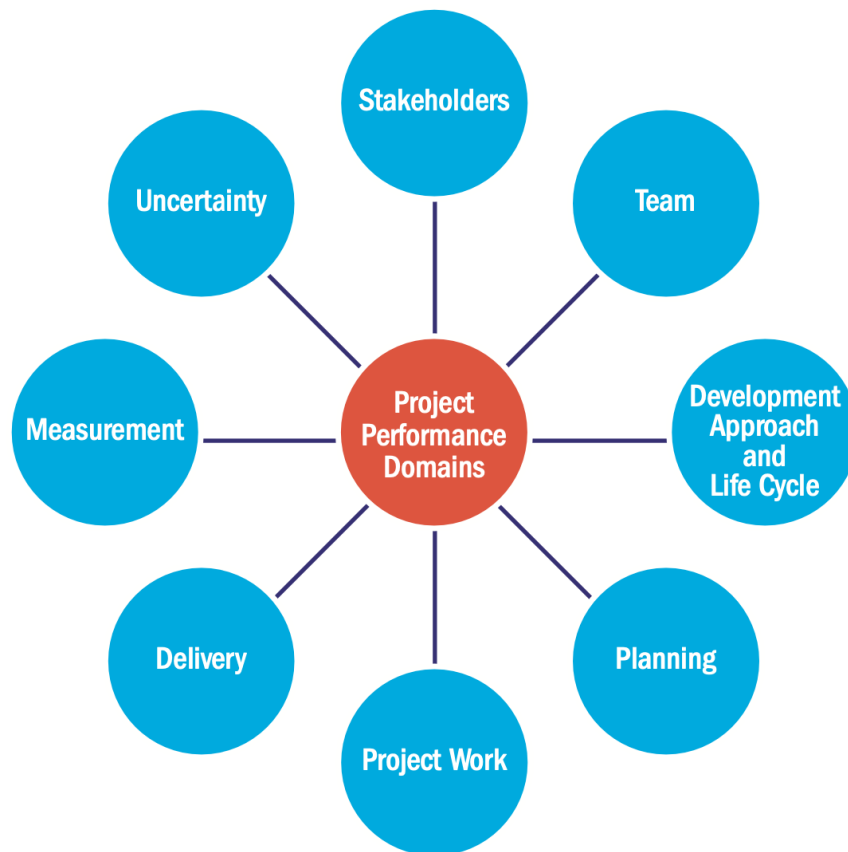 Stakeholders
Team
Development
Approach
and
Life Cycle
Planning
Project Work
Delivery
Measurement
Uncertainty
Project
Performance
Domains